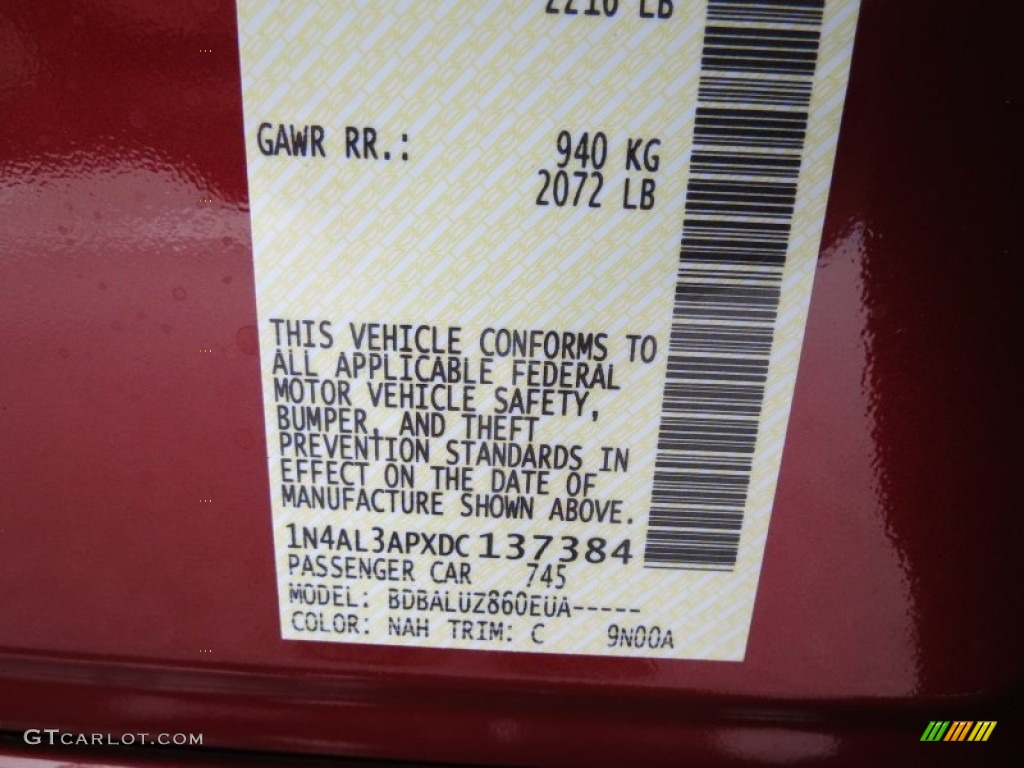 2216 LB
GAWR RR.: 940 KG
2072 LB
THIS VEHICLE CONFORMS TO
ALL APPLICABLE FEDERAL
MOTOR VEHICLE SAFETY,
BUMPER, AND THEFT
PREVENTION STANDARDS IN
EFFECT ON THE DATE OF
MANUFACTURE SHOWN ABOVE.
1N4AL3APXDC137384
PASSENGER CAR 745
MODEL: BDBALUZ860EUA-----
COLOR: NAH TRIM: C 9N00A
GTCARLOT.COM